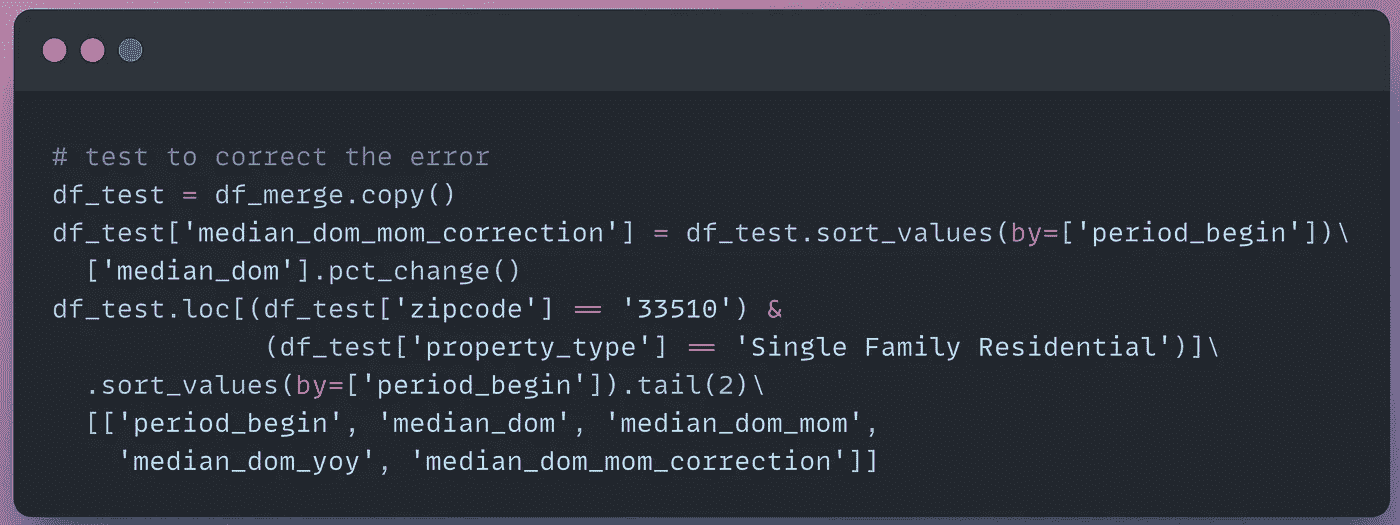 # test to correct the error
df_test = df_merge.copy()
df_test['median_dom_mom_correction'] = df_test.sort_values(by=['period_begin'])\
  ['median_dom'].pct_change()
df_test.loc[(df_test['zipcode'] == '33510') &
             (df_test['property_type'] == 'Single Family Residential')]\
  .sort_values(by=['period_begin']).tail(2)\
  [['period_begin', 'median_dom', 'median_dom_mom',
    'median_dom_yoy', 'median_dom_mom_correction']]